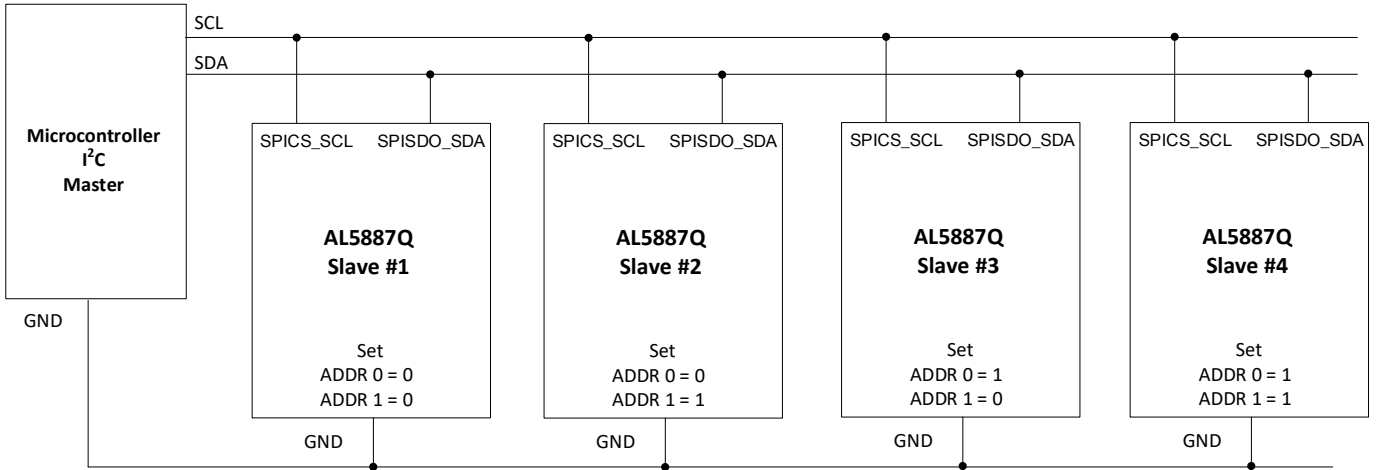 SCL
SDA
Microcontroller
I²C
Master
GND
SPICS_SCL SPISDO_SDA
AL5887Q
Slave #1
Set
ADDR 0 = 0
ADDR 1 = 0
GND
SPICS_SCL SPISDO_SDA
AL5887Q
Slave #2
Set
ADDR 0 = 0
ADDR 1 = 1
GND
SPICS_SCL SPISDO_SDA
AL5887Q
Slave #3
Set
ADDR 0 = 1
ADDR 1 = 0
GND
SPICS_SCL SPISDO_SDA
AL5887Q
Slave #4
Set
ADDR 0 = 1
ADDR 1 = 1
GND